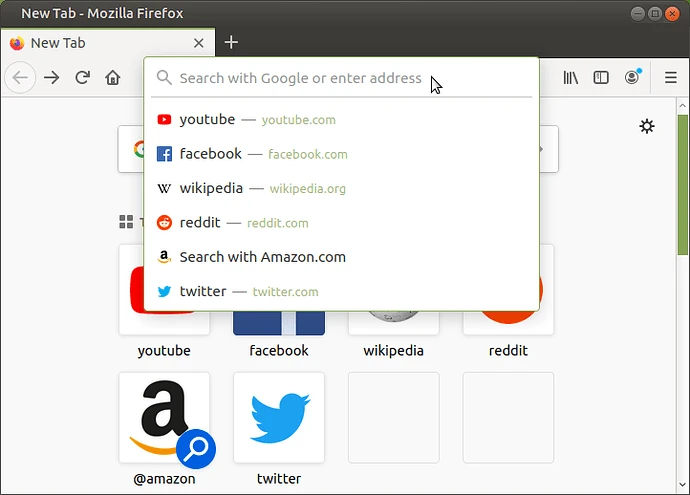 New Tab - Mozilla Firefox
New Tab
Search with Google or enter address
youtube — youtube.com
facebook — facebook.com
wikipedia — wikipedia.org
reddit — reddit.com
Search with Amazon.com
twitter — twitter.com
youtube
facebook
wikipedia
reddit
@amazon
twitter